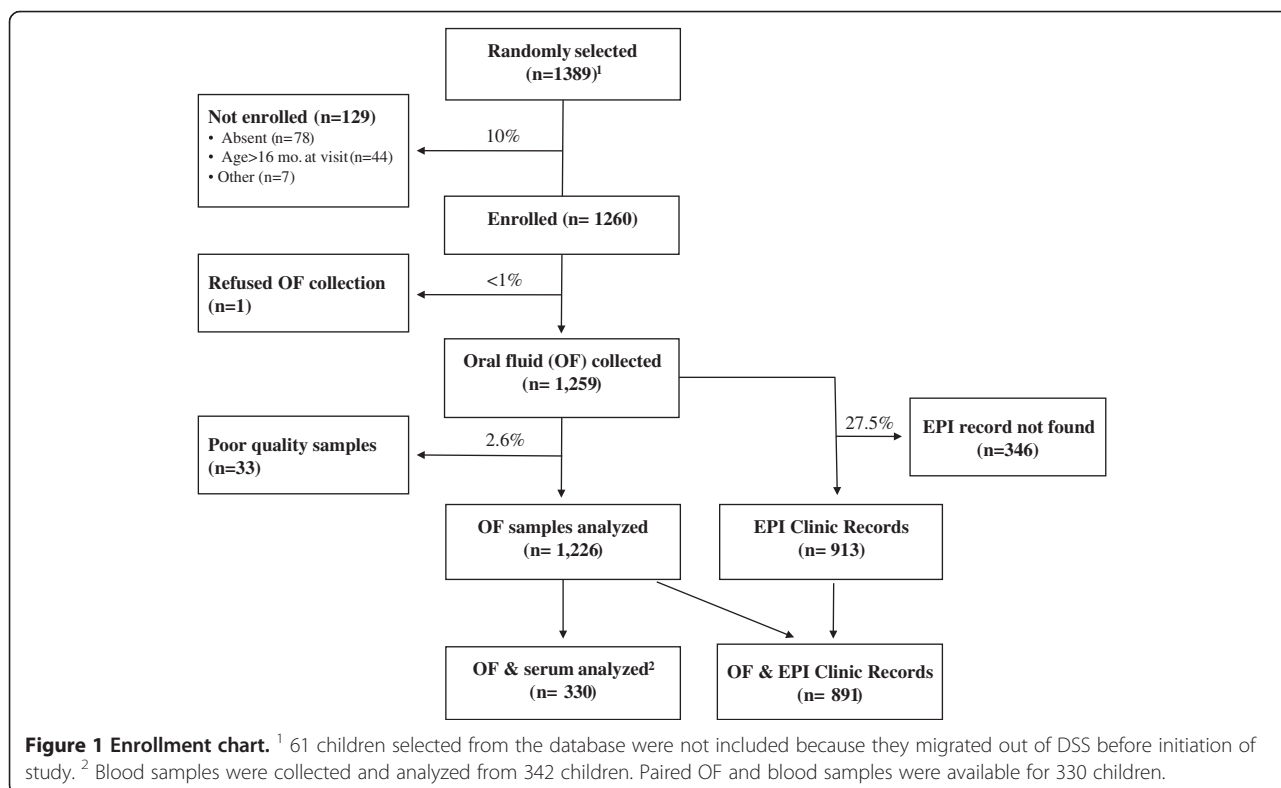 Randomly selected
(n=1389)1
Not enrolled (n=129)
• Absent (n=78)
• Age>16 mo. at visit (n=44)
• Other (n=7)
10%
Enrolled (n= 1260)
Refused OF collection
(n=1)
<1%
Oral fluid (OF) collected
(n= 1,259)
Poor quality samples
(n=33)
2.6%
27.5%
EPI record not found
(n=346)
OF samples analyzed
(n= 1,226)
EPI Clinic Records
(n= 913)
OF & serum analyzed2
(n= 330)
OF & EPI Clinic Records
n= 891)
Figure 1 Enrollment chart. 1 61 children selected from the database were not included because they migrated out of DSS before initiation of
study. 2 Blood samples were collected and analyzed from 342 children. Paired OF and blood samples were available for 330 children.